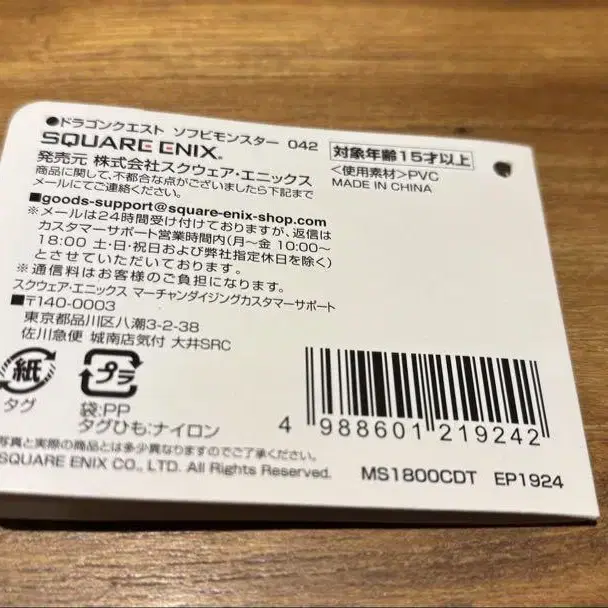 ●ドラゴンクエスト ソフビモンスター 042
SQUARE ENIX®
発売元 株式会社スクウェア・エニックス
商品に関して、不都合な点がございましたら下記まで
メールにてご連絡ください。
■goods-support@square-enix-shop.com
※メールは24時間受け付けておりますが、返信は
カスタマーサポート営業時間内(月〜金 10:00〜
18:00 土・日・祝日および弊社指定休日を除く)
とさせていただいております。
※通信料はお客様のご負担になります。
スクウェア・エニックス マーチャンダイジングカスタマーサポート
■〒140-0003
東京都品川区八潮3-2-38
佐川急便 城南店気付 大井SRC
対象年齢15才以上
<使用素材>PVC
MADE IN CHINA
紙
タグ
プラ
袋:PP
タグひも:ナイロン
4 988601 219242
写真と実際の商品とは多少異なりますのでご了承ください。
SQUARE ENIX CO., LTD. All Rights Reserved.
MS1800CDT EP1924